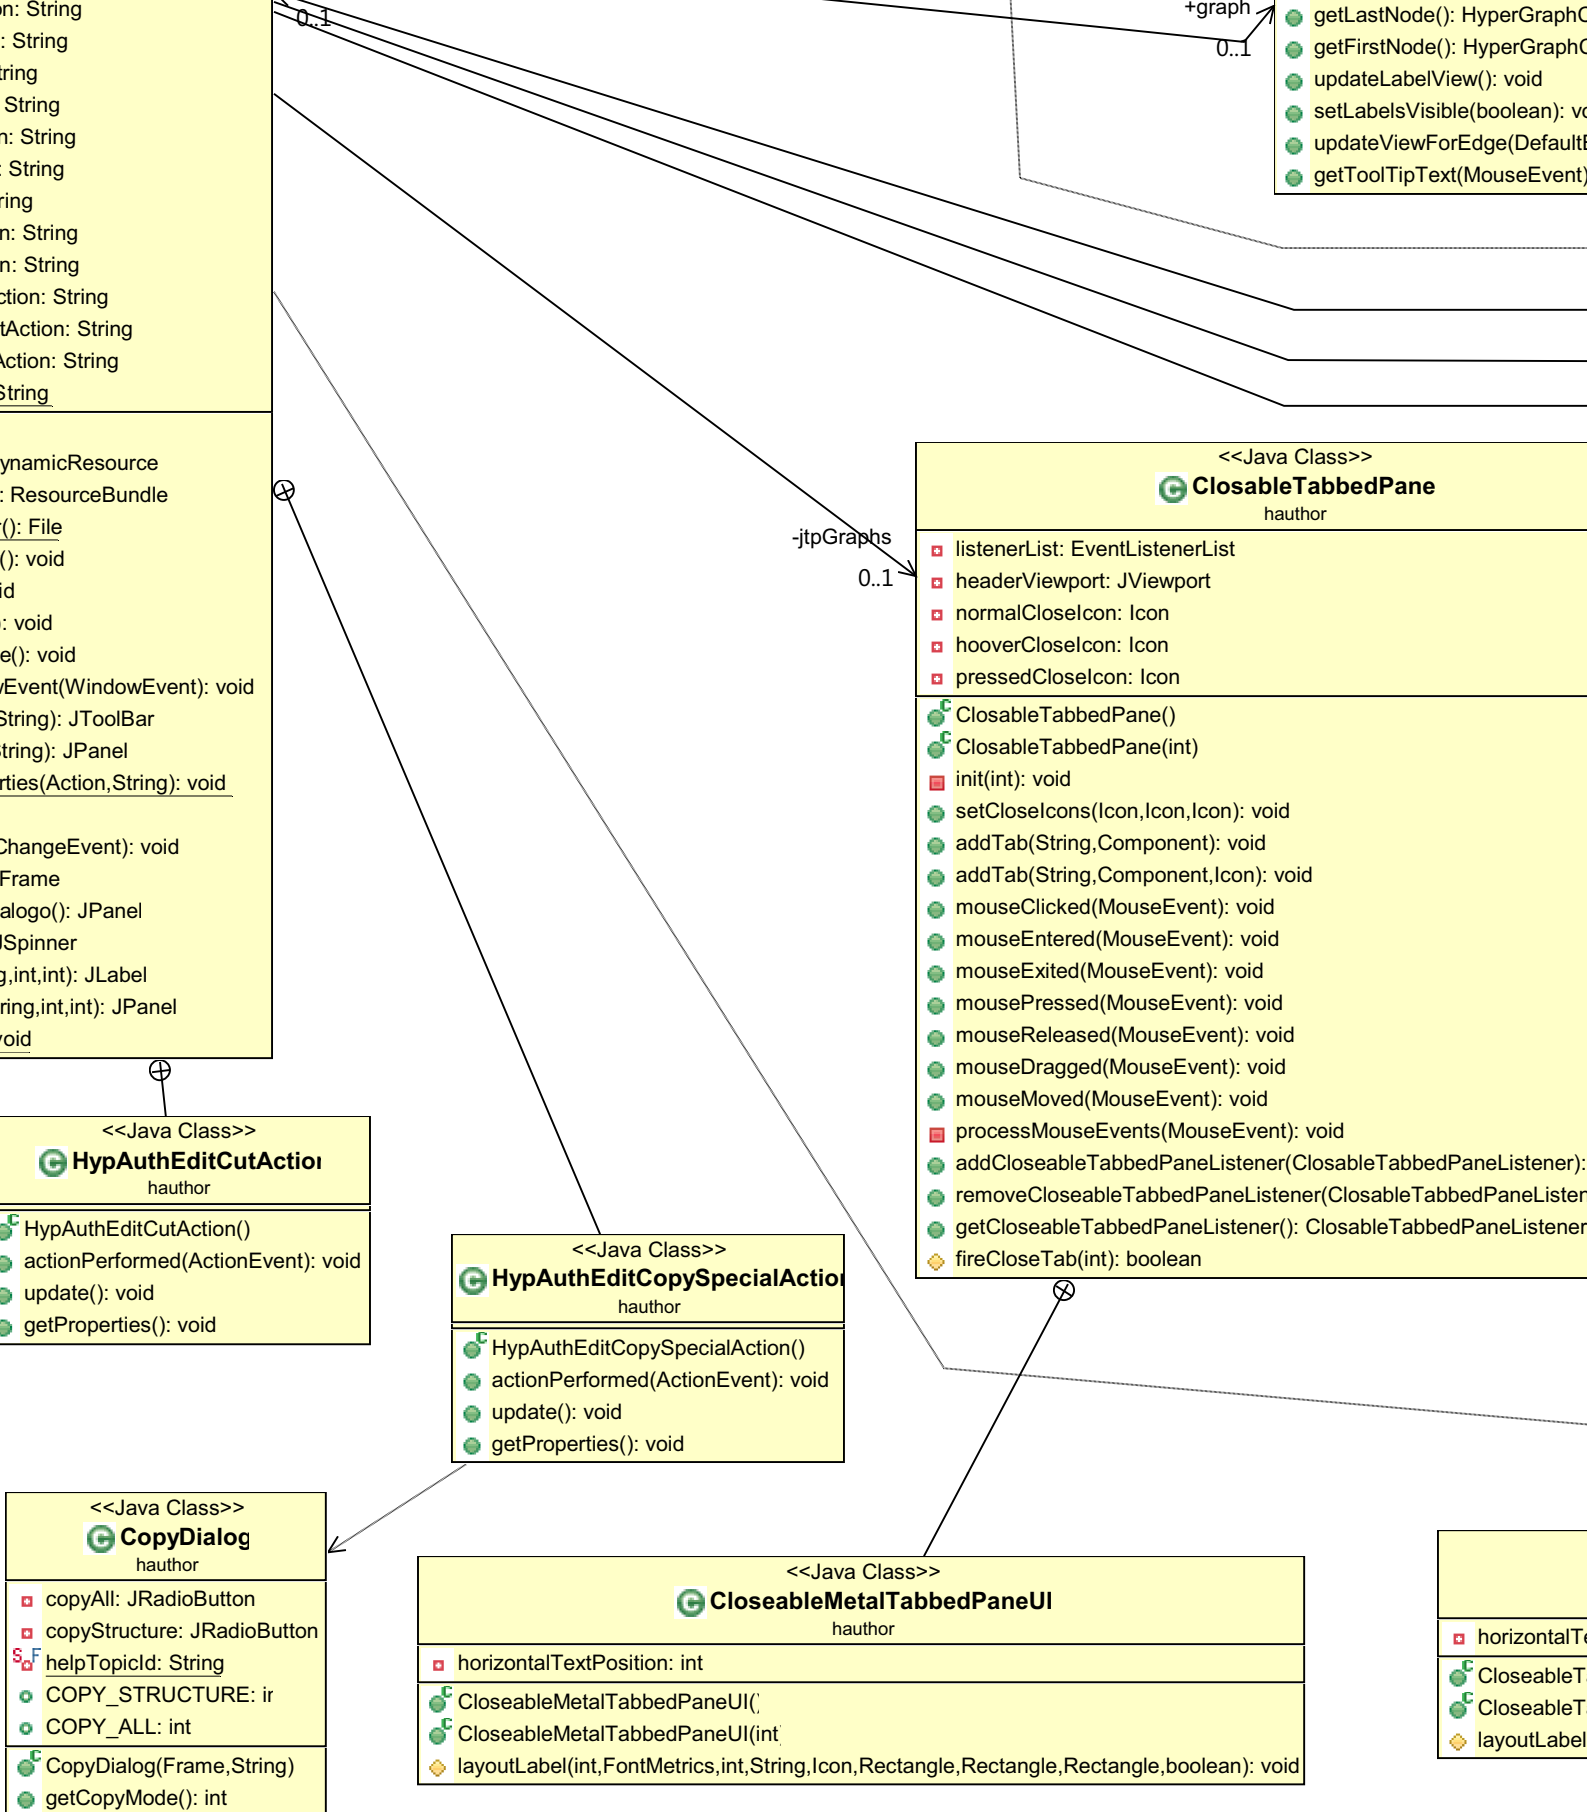 on: String
: String
tring
String
n: String
: String
ring
n: String
n: String
ction: String
tAction: String
Action: String
String
ynamicResource
: ResourceBundle
r(): File
(): void
id
: void
e(): void
yEvent(WindowEvent): void
String): JToolBar
String): JPanel
rties(Action,String): void
ChangeEvent): void
Frame
alogo(): JPanel
JSpinner
g,int,int): JLabel
ring,int,int): JPanel
void
0..1
+graph
0..1
getLastNode(): HyperGraphC
getFirstNode(): HyperGraphC
updateLabelView(): void
setLabelsVisible(boolean): vo
updateViewForEdge(DefaultE
getToolTipText(MouseEvent)
-jtpGraphs
0..1
<<Java Class>>
ClosableTabbedPane
hauthor
listenerList: EventListenerList
headerViewport: JViewport
normalCloseIcon: Icon
hooverCloseIcon: Icon
pressedCloseIcon: Icon
ClosableTabbedPane()
ClosableTabbedPane(int)
init(int): void
setCloseIcons(Icon,Icon,Icon): void
addTab(String,Component): void
addTab(String,Component,Icon): void
mouseClicked(MouseEvent): void
mouseEntered(MouseEvent): void
mouseExited(MouseEvent): void
mousePressed(MouseEvent): void
mouseReleased(MouseEvent): void
mouseDragged(MouseEvent): void
mouseMoved(MouseEvent): void
processMouseEvents(MouseEvent): void
addCloseableTabbedPaneListener(ClosableTabbedPaneListener):
removeCloseableTabbedPaneListener(ClosableTabbedPaneListen
getCloseableTabbedPaneListener(): ClosableTabbedPaneListener
fireCloseTab(int): boolean
<<Java Class>>
HypAuthEditCutAction
hauthor
HypAuthEditCutAction()
actionPerformed(ActionEvent): void
update(): void
getProperties(): void
<<Java Class>>
HypAuthEditCopySpecialAction
hauthor
HypAuthEditCopySpecialAction()
actionPerformed(ActionEvent): void
update(): void
getProperties(): void
<<Java Class>>
CopyDialog
hauthor
copyAll: JRadioButton
copyStructure: JRadioButton
helpTopicId: String
COPY_STRUCTURE: ir
COPY_ALL: int
CopyDialog(Frame,String)
getCopyMode(): int
<<Java Class>>
CloseableMetalTabbedPaneUI
hauthor
horizontalTextPosition: int
CloseableMetalTabbedPaneUI()
CloseableMetalTabbedPaneUI(int
layoutLabel(int,FontMetrics,int,String,Icon,Rectangle,Rectangle,Rectangle,boolean): void
horizontalTe
CloseableTa
CloseableTa
layoutLabel